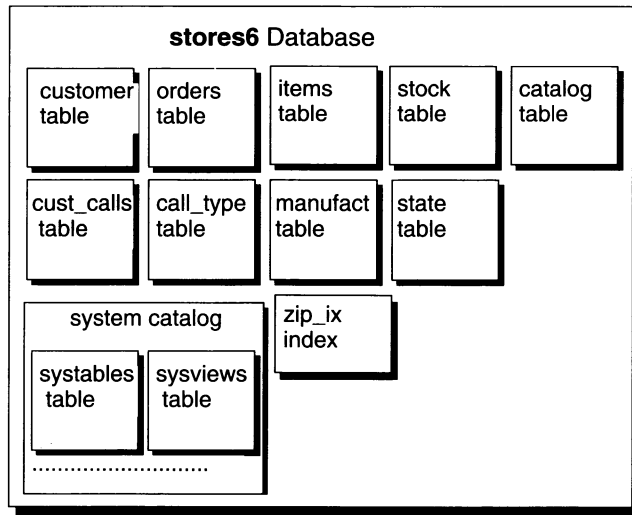 stores6 Database
customer table
orders table
items table
stock table
catalog table
cust_calls table
call_type table
manufact table
state table
system catalog
systables table
sysviews table
............................
zip_ix index